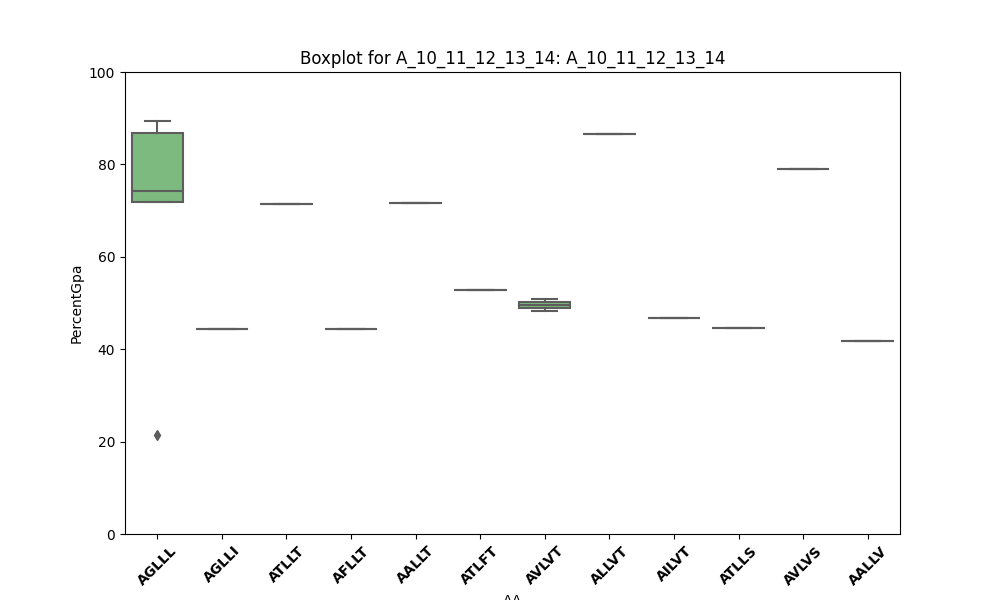 Boxplot for A_10_11_12_13_14: A_10_11_12_13_14
100
80
60
40
20
0
PercentGpa
AGLLL
AGLLI
ATLLT
AFLLT
AALLT
ATLFT
AVLVT
ALLVT
AILVT
ATLLS
AVLVS
AALLV
AA